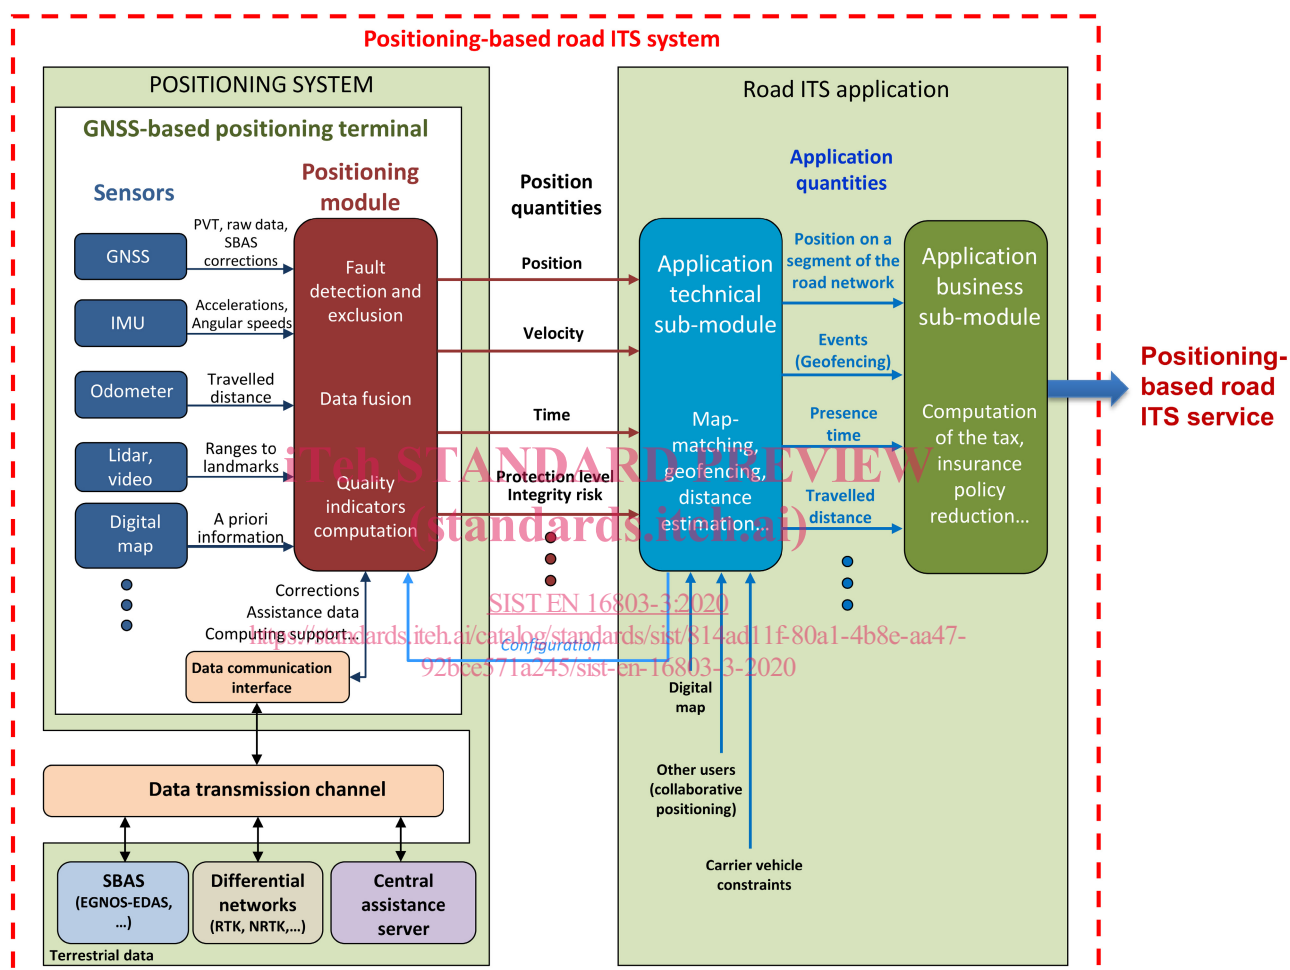 Positioning-based road ITS system
POSITIONING SYSTEM
GNSS-based positioning terminal
Sensors
Positioning
module
GNSS
IMU
Odometer
Lidar,
video
Digital
map
PVT, raw data,
SBAS
corrections
Accelerations,
Angular speeds
Travelled
distance
Ranges to
landmarks
A priori
information
Fault
detection and
exclusion
Data fusion
Quality
indicators
computation
Corrections
Assistance data
Computing support...
Data communication
interface
Data transmission channel
SBAS
(EGNOS-EDAS,
…)
Differential
networks
(RTK, NRTK,…)
Central
assistance
server
Terrestrial data
Position
quantities
Position
Velocity
Time
Protection level
Integrity risk
Configuration
Road ITS application
Application
quantities
Application
technical
sub-module
Map-
matching,
geofencing,
distance
estimation…
Position on a
segment of the
road network
Events
(Geofencing)
Presence
time
Travelled
distance
Application
business
sub-module
Computation
of the tax,
insurance
policy
reduction…
Digital
map
Other users
(collaborative
positioning)
Carrier vehicle
constraints
Positioning-
based road
ITS service
iTeh STANDARD PREVIEW
(standards.iteh.ai)
SIST EN 16803-3:2020
https://standards.iteh.ai/catalog/standards/sist/814ad11f-80a1-4b8e-aa47-
92bce571a245/sist-en-16803-3-2020